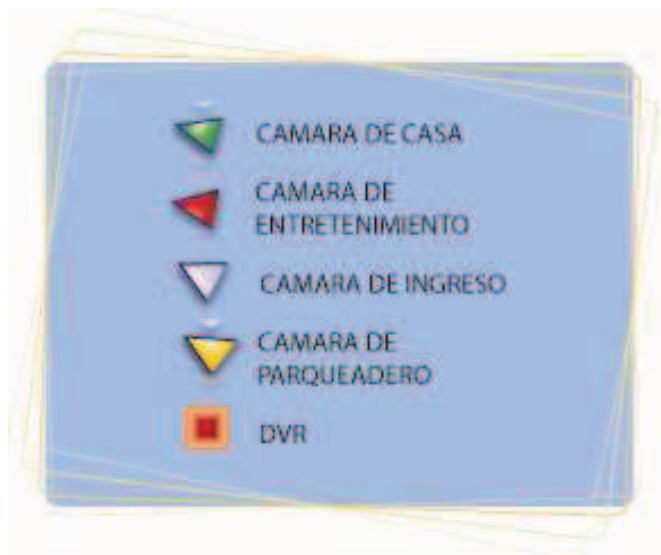 CAMARA DE CASA
CAMARA DE
ENTRETENIMIENTO
CAMARA DE INGRESO
CAMARA DE
PARQUEADERO
DVR